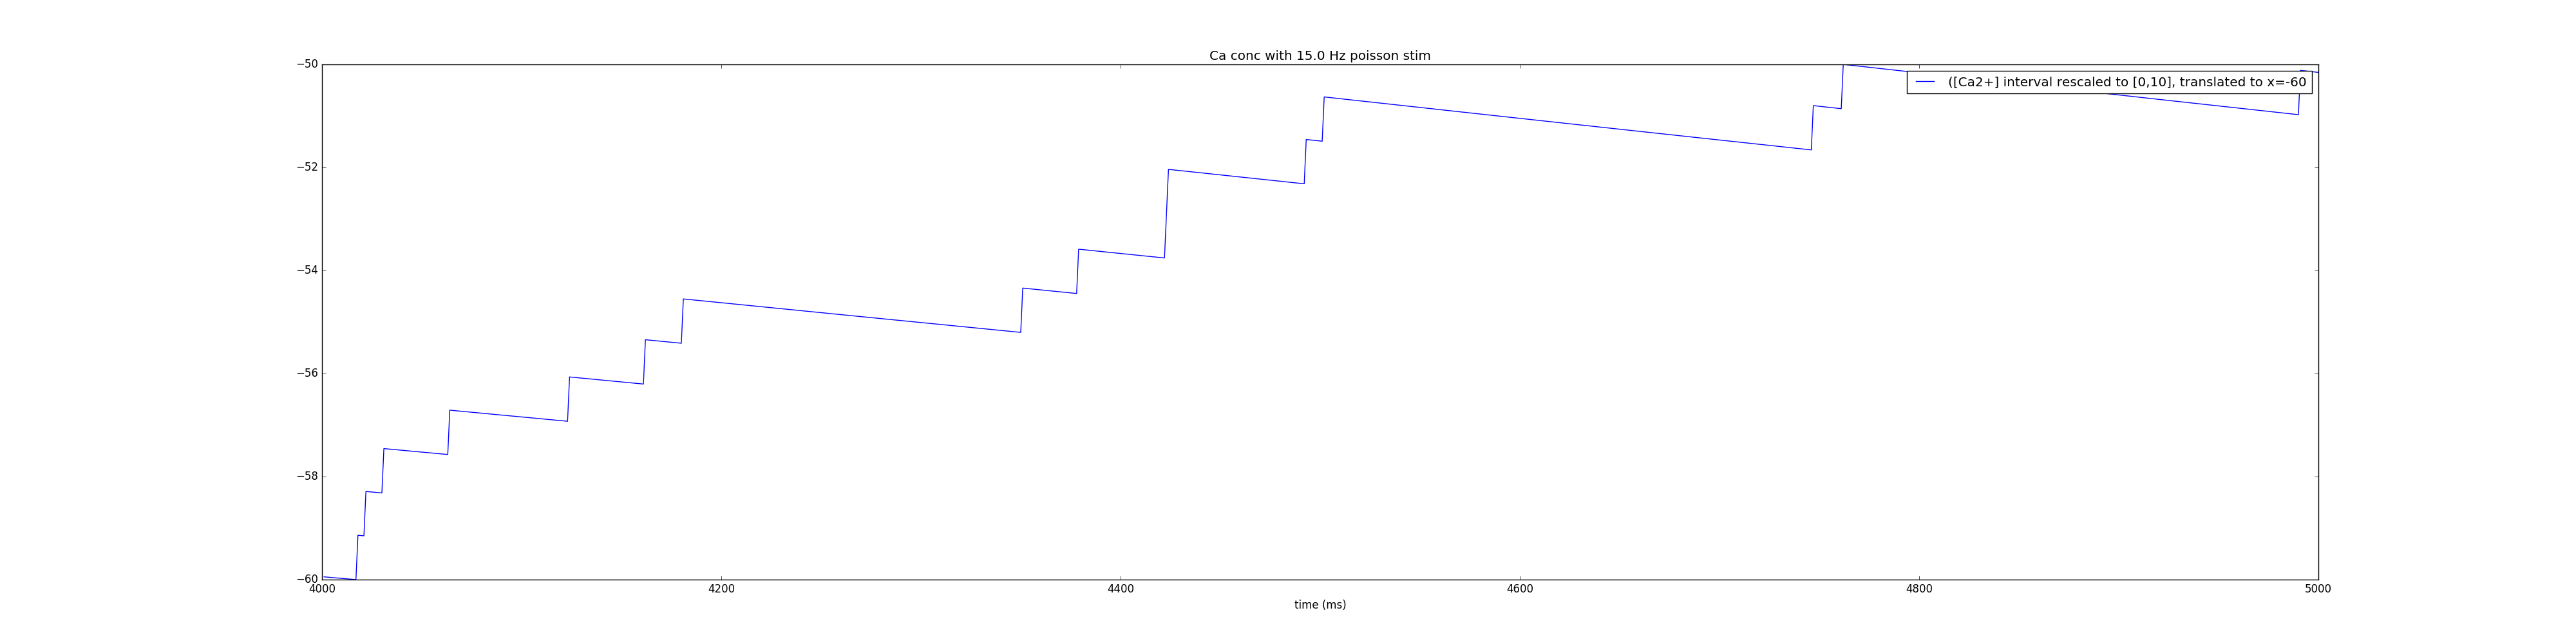 Ca conc with 15.0 Hz poisson stim
−50
([Ca2+] interval rescaled to [0,10], translated to x=-60
−52
−54
−56
−58
−60
4000 4200 4400 4600 4800 5000
time (ms)